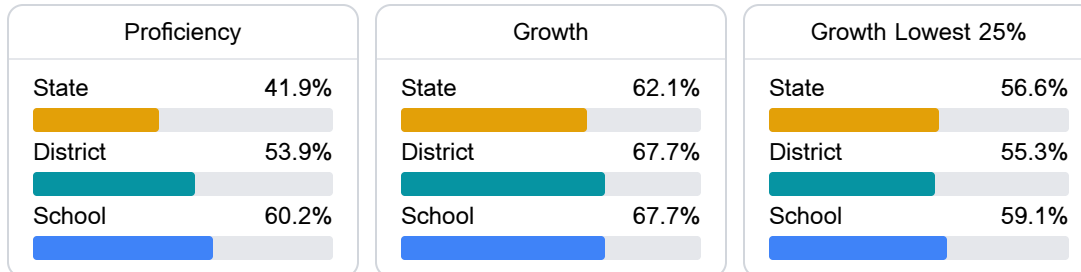 Proficiency
State 41.9%
District 53.9%
School 60.2%
Growth
State 62.1%
District 67.7%
School 67.7%
Growth Lowest 25%
State 56.6%
District 55.3%
School 59.1%